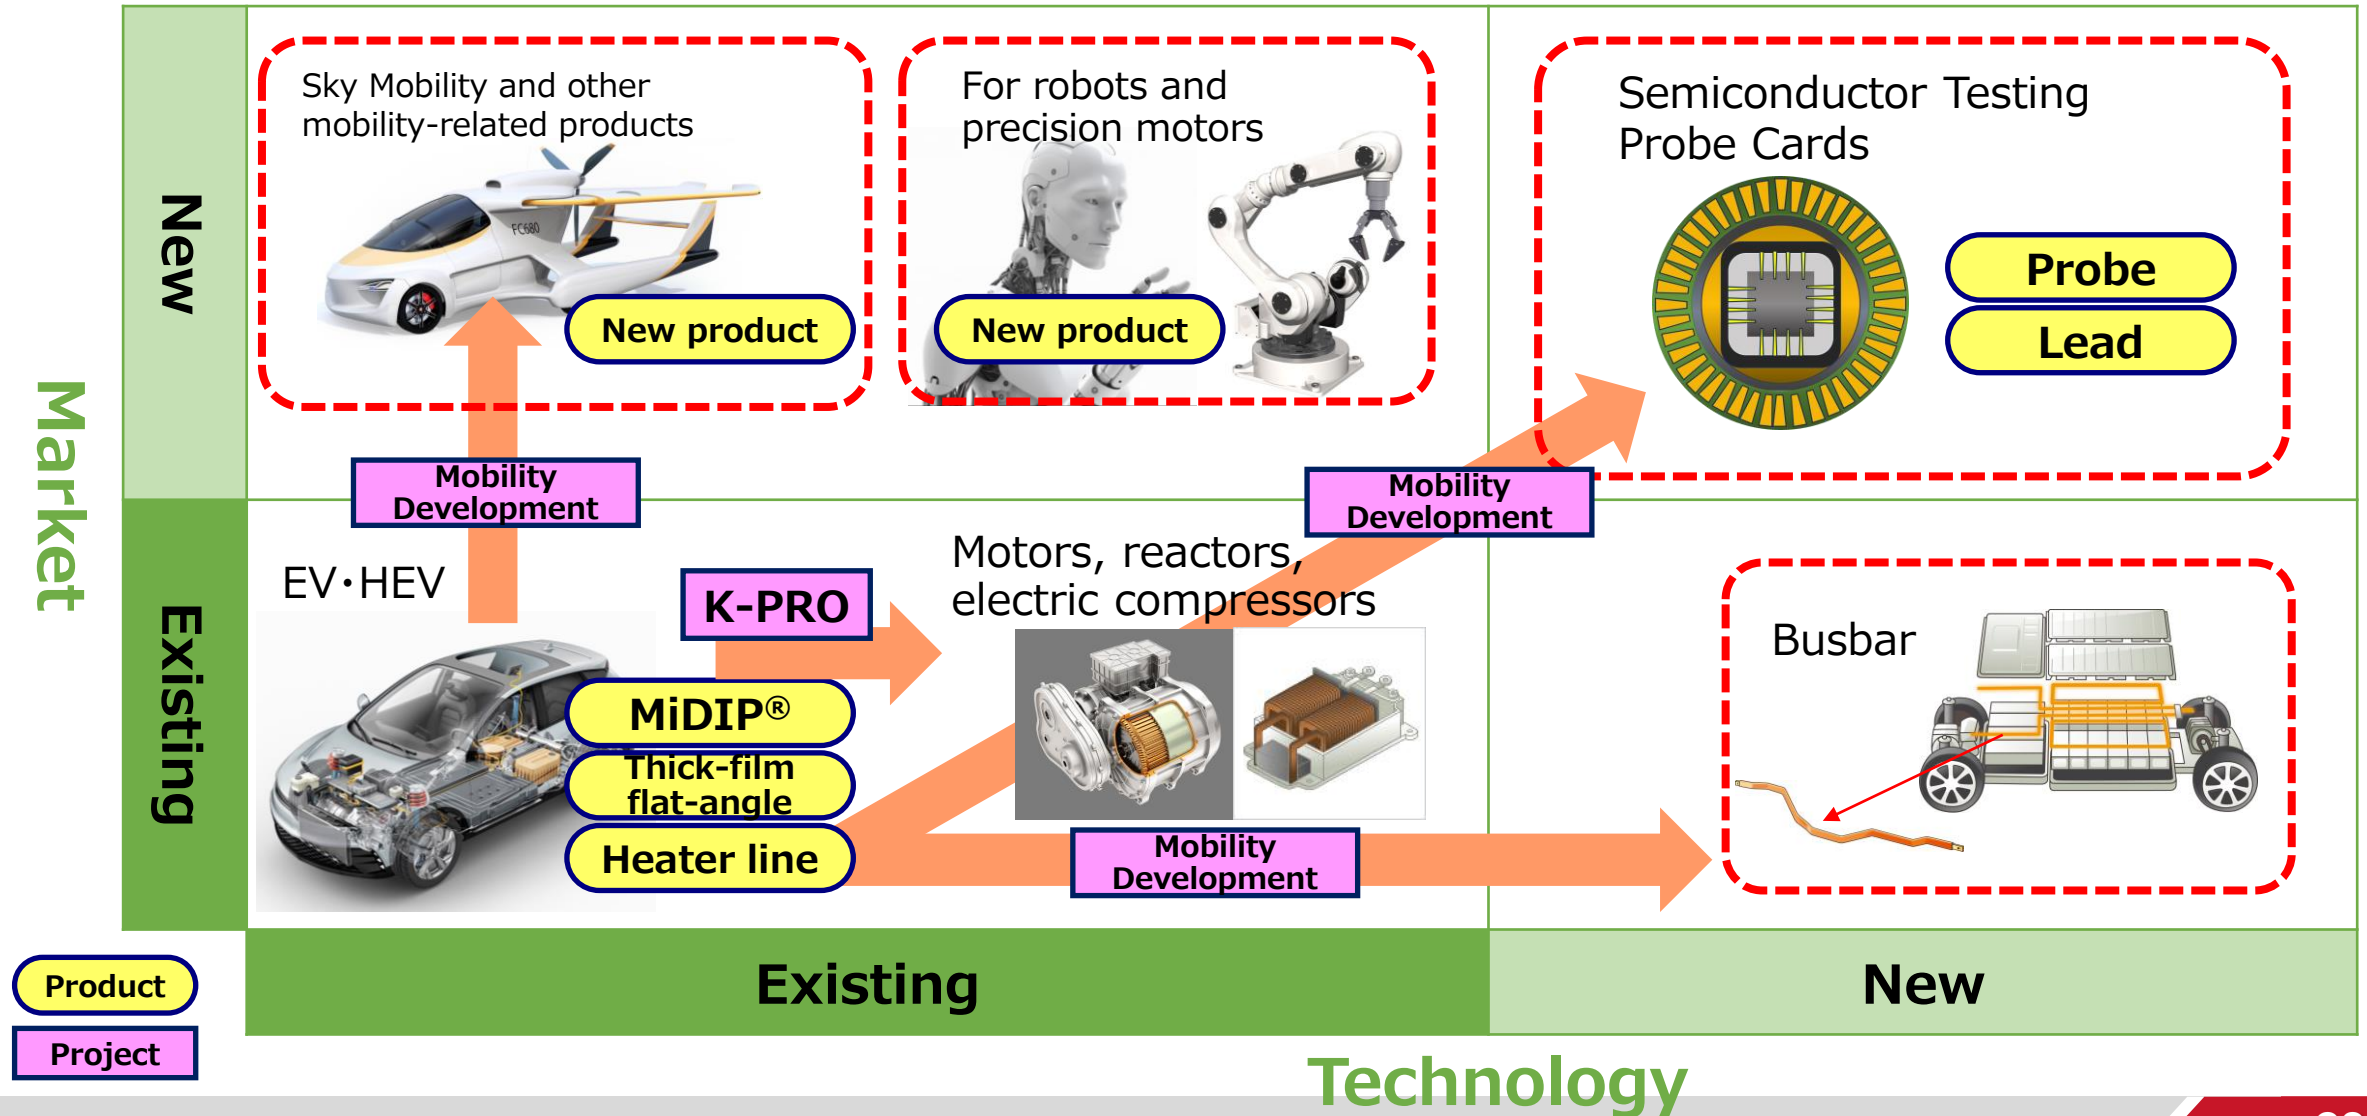 Market
New
Existing
Sky Mobility and other
mobility-related products
FC680
New product
For robots and
precision motors
New product
Semiconductor Testing
Probe Cards
Probe
Lead
Mobility
Development
Mobility
Development
EV・HEV
K-PRO
Motors, reactors,
electric compressors
MiDIP®
Thick-film
flat-angle
Heater line
Mobility
Development
Busbar
Existing
New
Technology
Product
Project